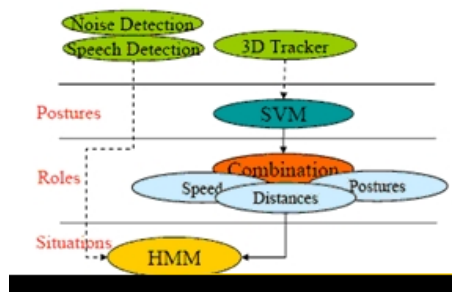 Noise Detection
Speech Detection
3D Tracker
Postures
SVM
Roles
Combination
Speed
Postures
Distances
Situations
HMM